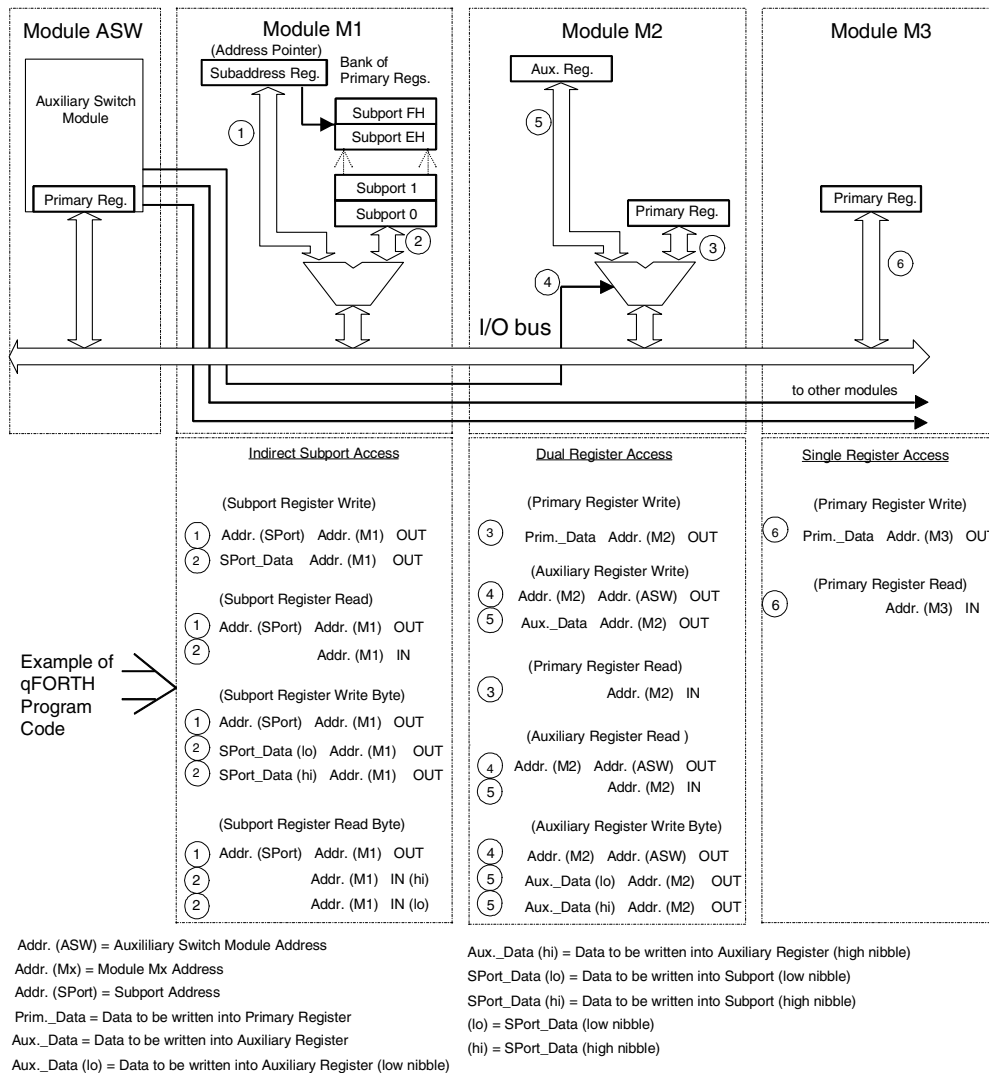 Module ASW
Module M1
Module M2
Module M3
Auxiliary Switch
Module
Primary Reg.
(Address Pointer)
Subaddress Reg.
Bank of
Primary Regs.
Subport FH
Subport EH
Subport 1
Subport 0
1
2
Aux. Reg.
5
Primary Reg.
3
4
Primary Reg.
6
I/O bus
to other modules
Indirect Subport Access
(Subport Register Write)
1 Addr. (SPort) Addr. (M1) OUT
2 SPort_Data Addr. (M1) OUT
(Subport Register Read)
1 Addr. (SPort) Addr. (M1) OUT
2 Addr. (M1) IN
(Subport Register Write Byte)
1 Addr. (SPort) Addr. (M1) OUT
2 SPort_Data (lo) Addr. (M1) OUT
2 SPort_Data (hi) Addr. (M1) OUT
(Subport Register Read Byte)
1 Addr. (SPort) Addr. (M1) OUT
2 Addr. (M1) IN (hi)
2 Addr. (M1) IN (lo)
Dual Register Access
(Primary Register Write)
3 Prim._Data Addr. (M2) OUT
(Auxiliary Register Write)
4 Addr. (M2) Addr. (ASW) OUT
5 Aux._Data Addr. (M2) OUT
(Primary Register Read)
3 Addr. (M2) IN
(Auxiliary Register Read )
4 Addr. (M2) Addr. (ASW) OUT
5 Addr. (M2) IN
(Auxiliary Register Write Byte)
4 Addr. (M2) Addr. (ASW) OUT
5 Aux._Data (lo) Addr. (M2) OUT
5 Aux._Data (hi) Addr. (M2) OUT
Single Register Access
(Primary Register Write)
6 Prim._Data Addr. (M3) OUT
(Primary Register Read)
6 Addr. (M3) IN
Example of
qFORTH
Program
Code
Addr. (ASW) = Auxililiary Switch Module Address
Addr. (Mx) = Module Mx Address
Addr. (SPort) = Subport Address
Prim._Data = Data to be written into Primary Register
Aux._Data = Data to be written into Auxiliary Register
Aux._Data (lo) = Data to be written into Auxiliary Register (low nibble)
Aux._Data (hi) = Data to be written into Auxiliary Register (high nibble)
SPort_Data (lo) = Data to be written into Subport (low nibble)
SPort_Data (hi) = Data to be written into Subport (high nibble)
(lo) = SPort_Data (low nibble)
(hi) = SPort_Data (high nibble)